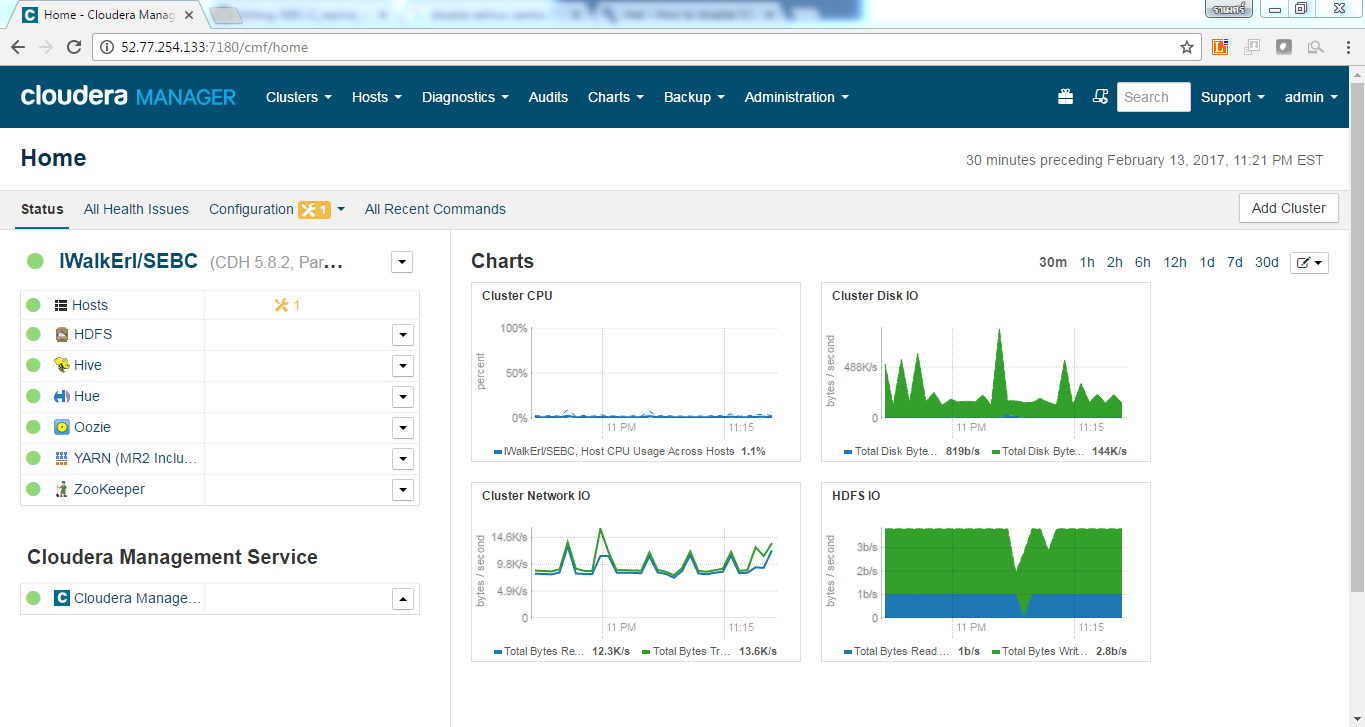 รามศร์
Home - Cloudera Manag
52.77.254.133:7180/cmf/home
cloudera MANAGER Clusters Hosts Diagnostics Audits Charts Backup Administration Search Support admin
Home
30 minutes preceding February 13, 2017, 11:21 PM EST
Status All Health Issues Configuration 1 All Recent Commands Add Cluster
IWalkErl/SEBC (CDH 5.8.2, Par…
Hosts 1
HDFS
Hive
Hue
Oozie
YARN (MR2 Inclu…
ZooKeeper
Cloudera Management Service
C Cloudera Manage…
Charts
30m 1h 2h 6h 12h 1d 7d 30d
Cluster CPU
percent
100%
50%
0%
11 PM 11:15
IWalkErl/SEBC, Host CPU Usage Across Hosts 1.1%
Cluster Disk IO
bytes / second
488K/s
0
11 PM 11:15
Total Disk Byte… 819b/s Total Disk Byte… 144K/s
Cluster Network IO
bytes / second
14.6K/s
9.8K/s
4.9K/s
0
11 PM 11:15
Total Bytes Re… 12.3K/s Total Bytes Tr… 13.6K/s
HDFS IO
bytes / second
3b/s
2b/s
1b/s
0
11 PM 11:15
Total Bytes Read … 1b/s Total Bytes Writ… 2.8b/s